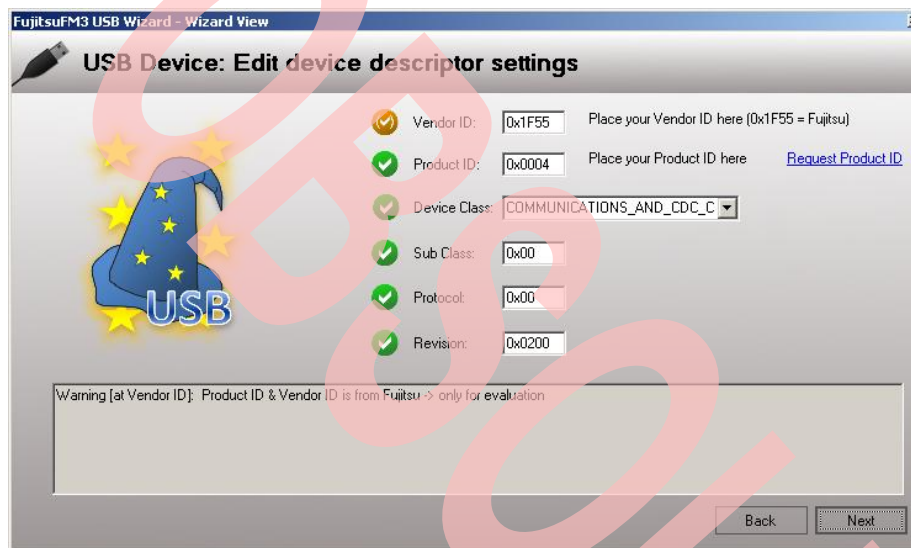 FujitsuFM3 USB Wizard - Wizard View
USB Device: Edit device descriptor settings
Vendor ID: 0x1F55 Place your Vendor ID here (0x1F55 = Fujitsu)
Product ID: 0x0004 Place your Product ID here Request Product ID
Device Class: COMMUNICATIONS_AND_CDC_C
Sub Class: 0x00
Protocol: 0x00
Revision: 0x0200
USB
Warning [at Vendor ID]: Product ID & Vendor ID is from Fujitsu -> only for evaluation
Back Next